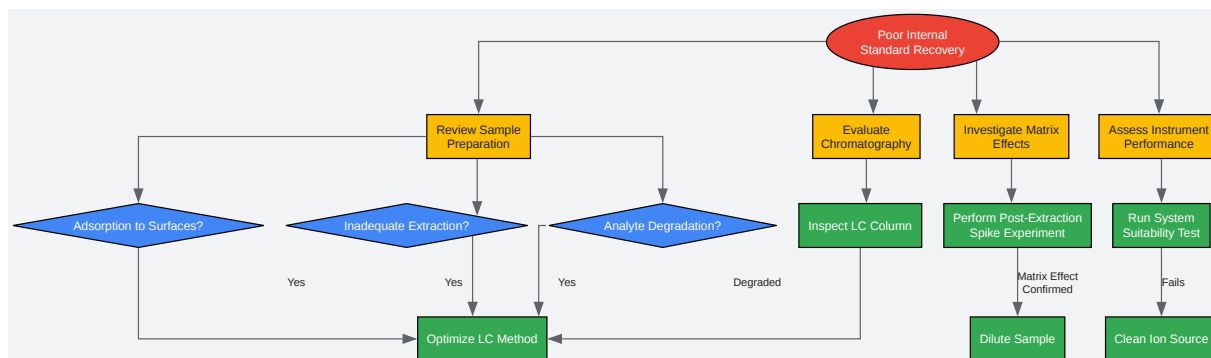 Poor Internal
Standard Recovery
Review Sample
Preparation
Evaluate
Chromatography
Investigate Matrix
Effects
Assess Instrument
Performance
Adsorption to Surfaces?
Inadequate Extraction?
Analyte Degradation?
Inspect LC Column
Perform Post-Extraction
Spike Experiment
Run System
Suitability Test
Yes
Yes
Yes
Degraded
Matrix Effect
Confirmed
Fails
Optimize LC Method
Dilute Sample
Clean Ion Source